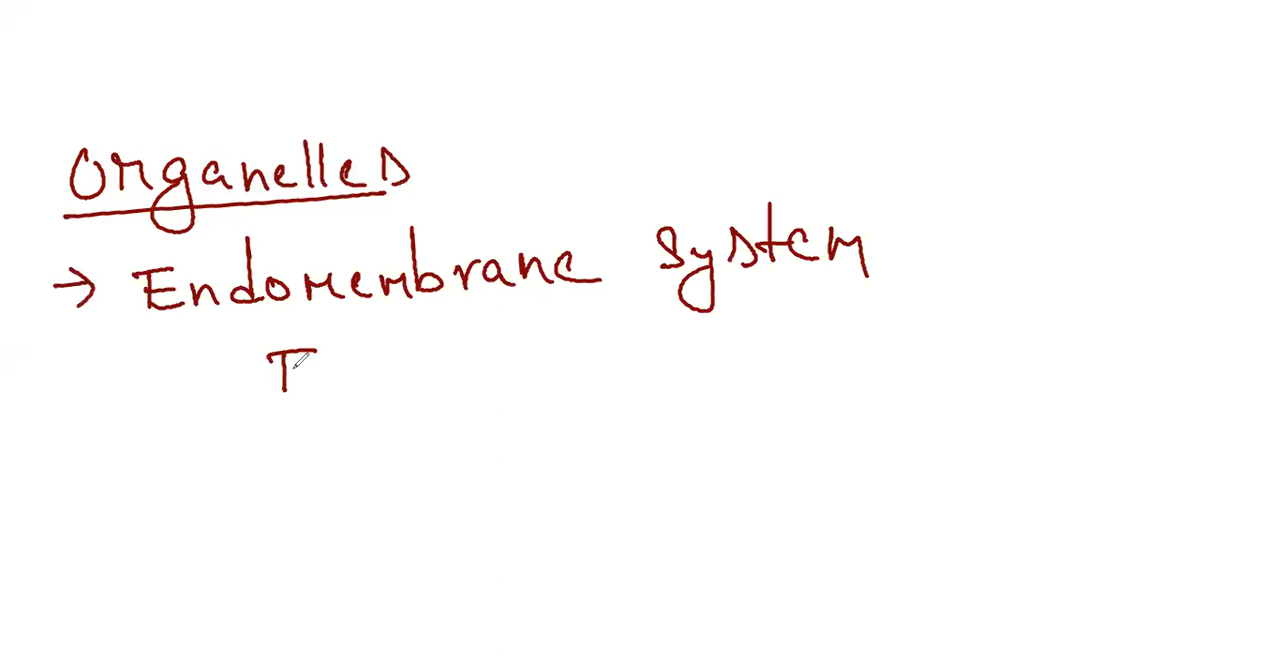 Organelles
→ Endomembrane system
T